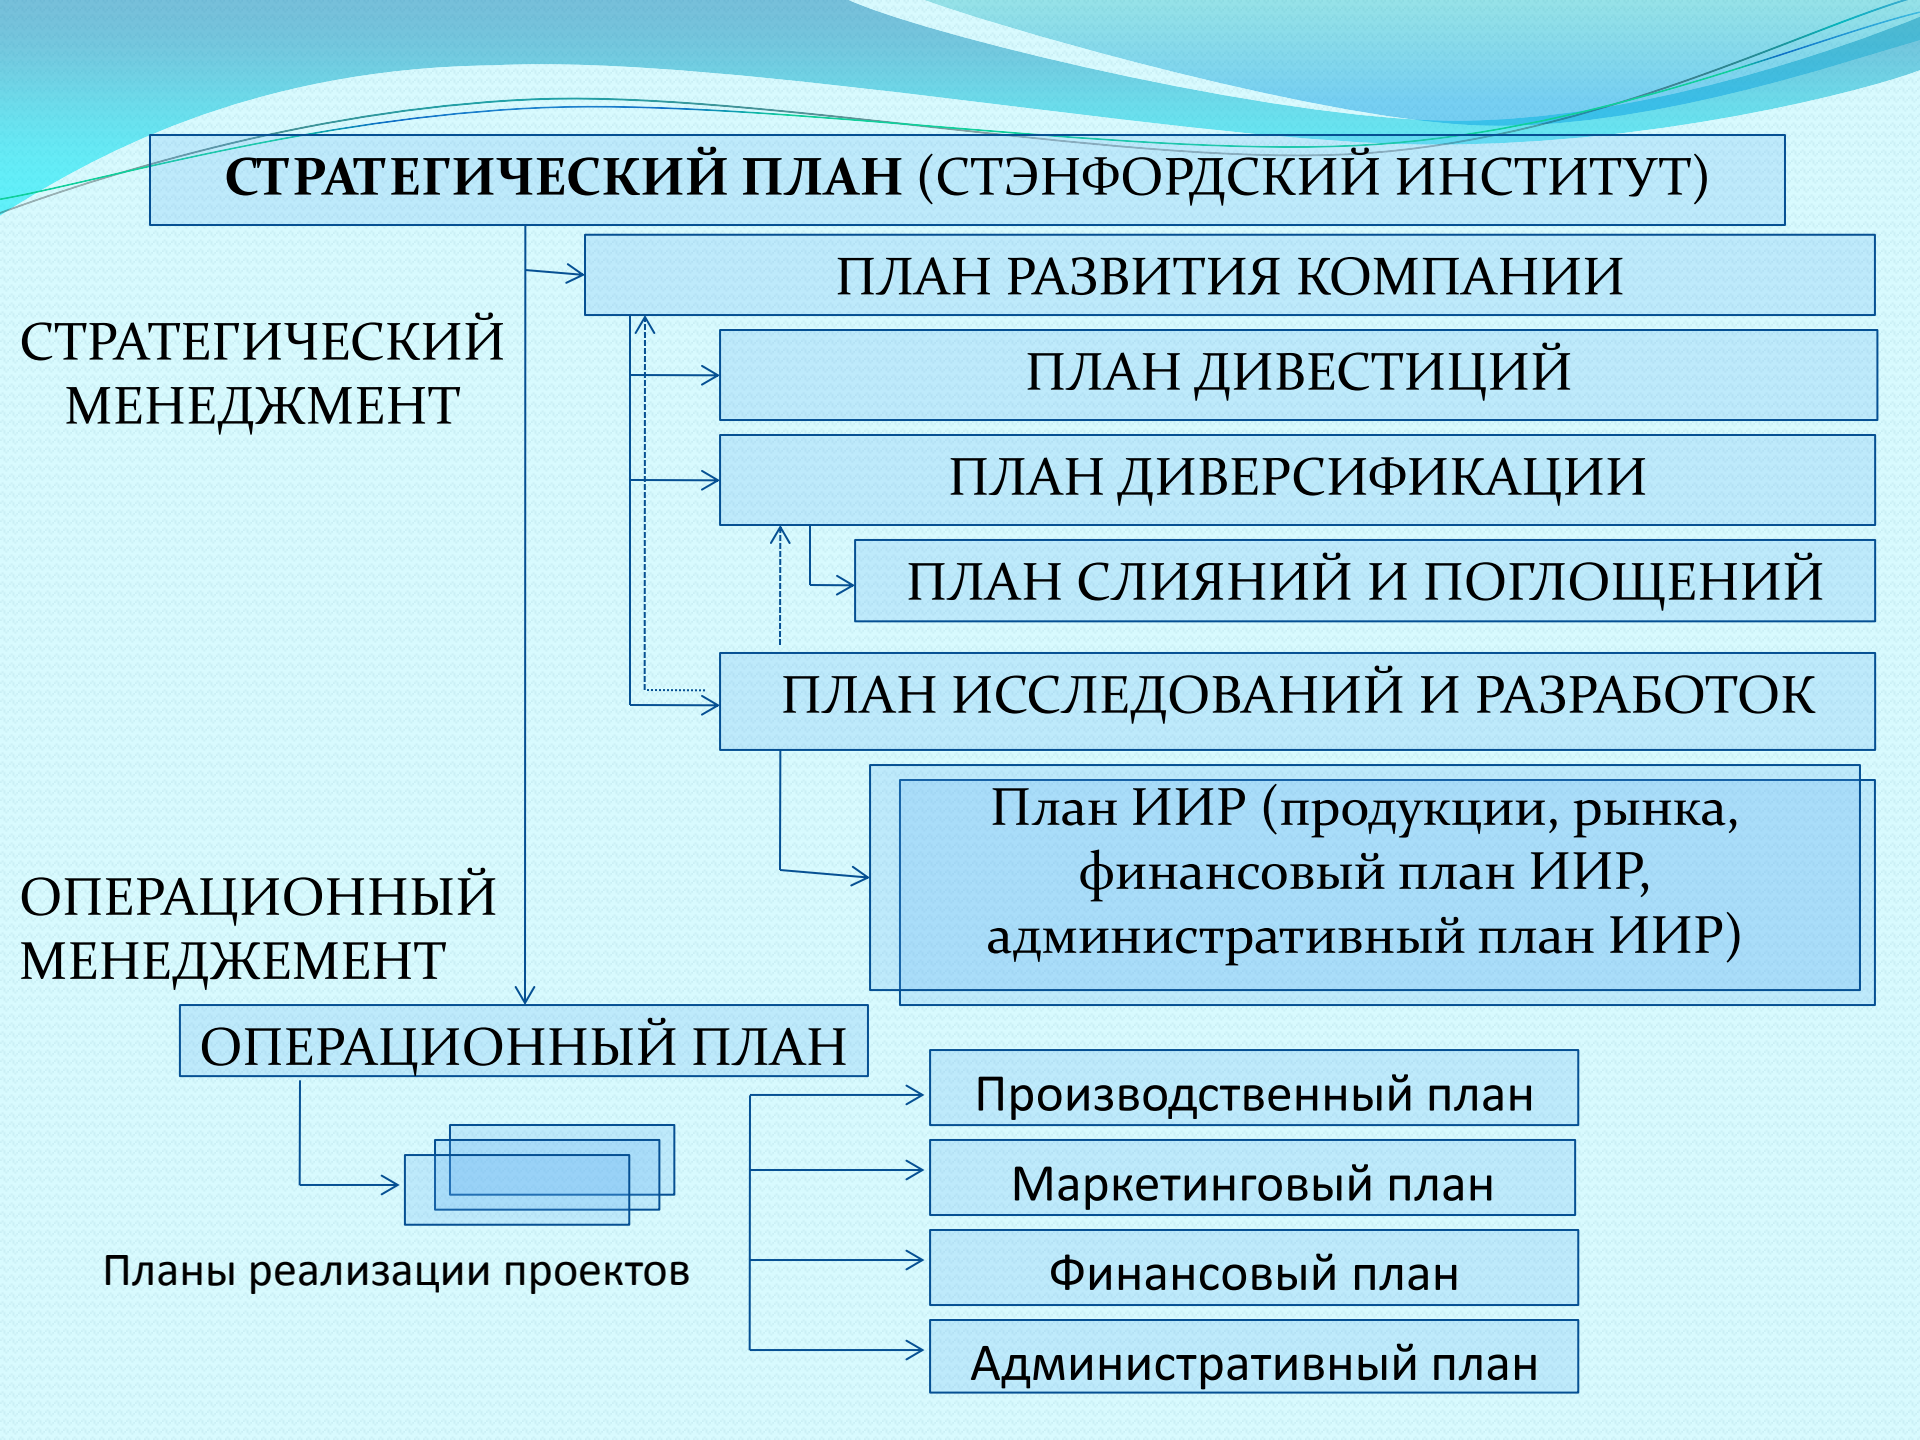 СТРАТЕГИЧЕСКИЙ ПЛАН (СТЭНФОРДСКИЙ ИНСТИТУТ)
ПЛАН РАЗВИТИЯ КОМПАНИИ
СТРАТЕГИЧЕСКИЙ
МЕНЕДЖМЕНТ
ПЛАН ДИВЕСТИЦИЙ
ПЛАН ДИВЕРСИФИКАЦИИ
ПЛАН СЛИЯНИЙ И ПОГЛОЩЕНИЙ
ПЛАН ИССЛЕДОВАНИЙ И РАЗРАБОТОК
План ИИР (продукции, рынка,
финансовый план ИИР,
административный план ИИР)
ОПЕРАЦИОННЫЙ
МЕНЕДЖЕМЕНТ
ОПЕРАЦИОННЫЙ ПЛАН
Планы реализации проектов
Производственный план
Маркетинговый план
Финансовый план
Административный план